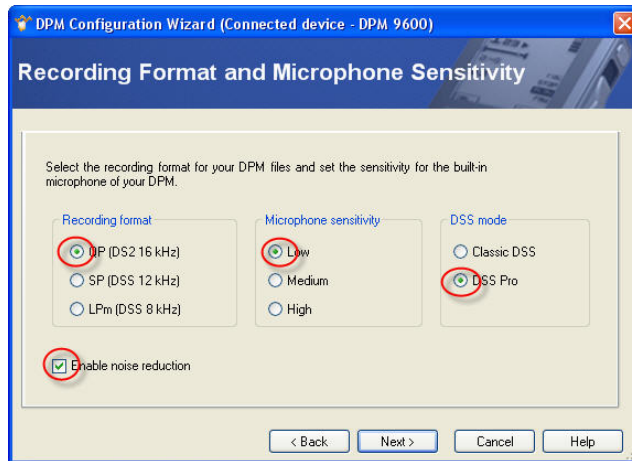 DPM Configuration Wizard (Connected device - DPM 9600)
Recording Format and Microphone Sensitivity
Select the recording format for your DPM files and set the sensitivity for the built-in
microphone of your DPM.
Recording format
QP (DS2 16 kHz)
SP (DSS 12 kHz)
LPm (DSS 8 kHz)
Microphone sensitivity
Low
Medium
High
DSS mode
Classic DSS
DSS Pro
Enable noise reduction
< Back
Next >
Cancel
Help